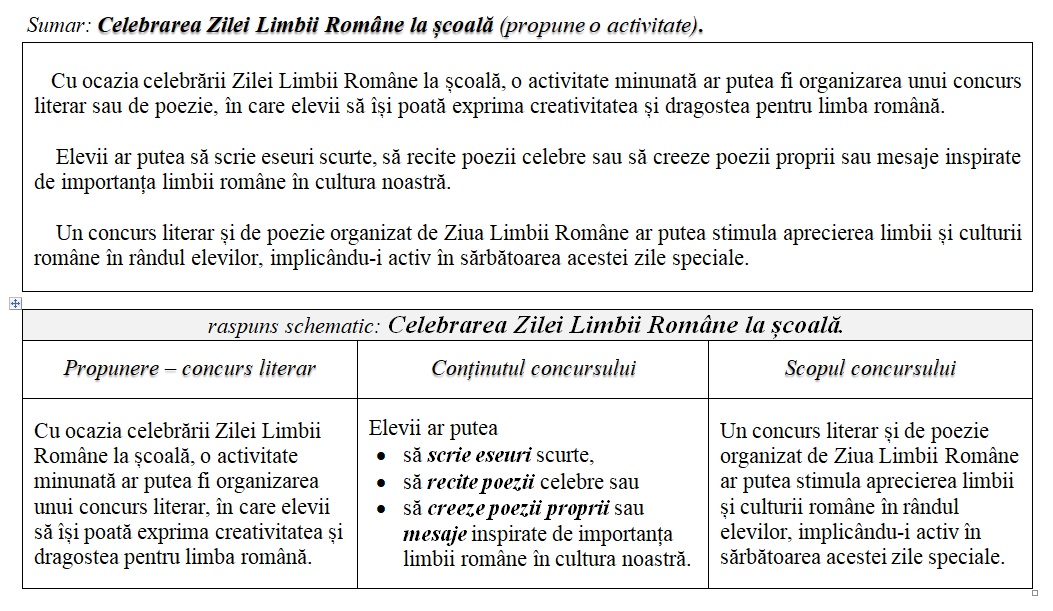 Sumar: Celebrarea Zilei Limbii Române la școală (propune o activitate).
Cu ocazia celebrării Zilei Limbii Române la școală, o activitate minunată ar putea fi organizarea unui concurs
literar sau de poezie, în care elevii să își poată exprima creativitatea și dragostea pentru limba română.
Elevii ar putea să scrie eseuri scurte, să recite poezii celebre sau să creeze poezii proprii sau mesaje inspirate
de importanța limbii române în cultura noastră.
Un concurs literar și de poezie organizat de Ziua Limbii Române ar putea stimula aprecierea limbii și culturii
române în rândul elevilor, implicându-i activ în sărbătoarea acestei zile speciale.
raspuns schematic: Celebrarea Zilei Limbii Române la școală.
Propunere – concurs literar
Conținutul concursului
Scopul concursului
Cu ocazia celebrării Zilei Limbii
Române la școală, o activitate
minunată ar putea fi organizarea
unui concurs literar, în care elevii
să își poată exprima creativitatea și
dragostea pentru limba română.
Elevii ar putea
• să scrie eseuri scurte,
• să recite poezii celebre sau
• să creeze poezii proprii sau
mesaje inspirate de importanța
limbii române în cultura noastră.
Un concurs literar și de poezie
organizat de Ziua Limbii Române
ar putea stimula aprecierea limbii
și culturii române în rândul
elevilor, implicându-i activ în
sărbătoarea acestei zile speciale.